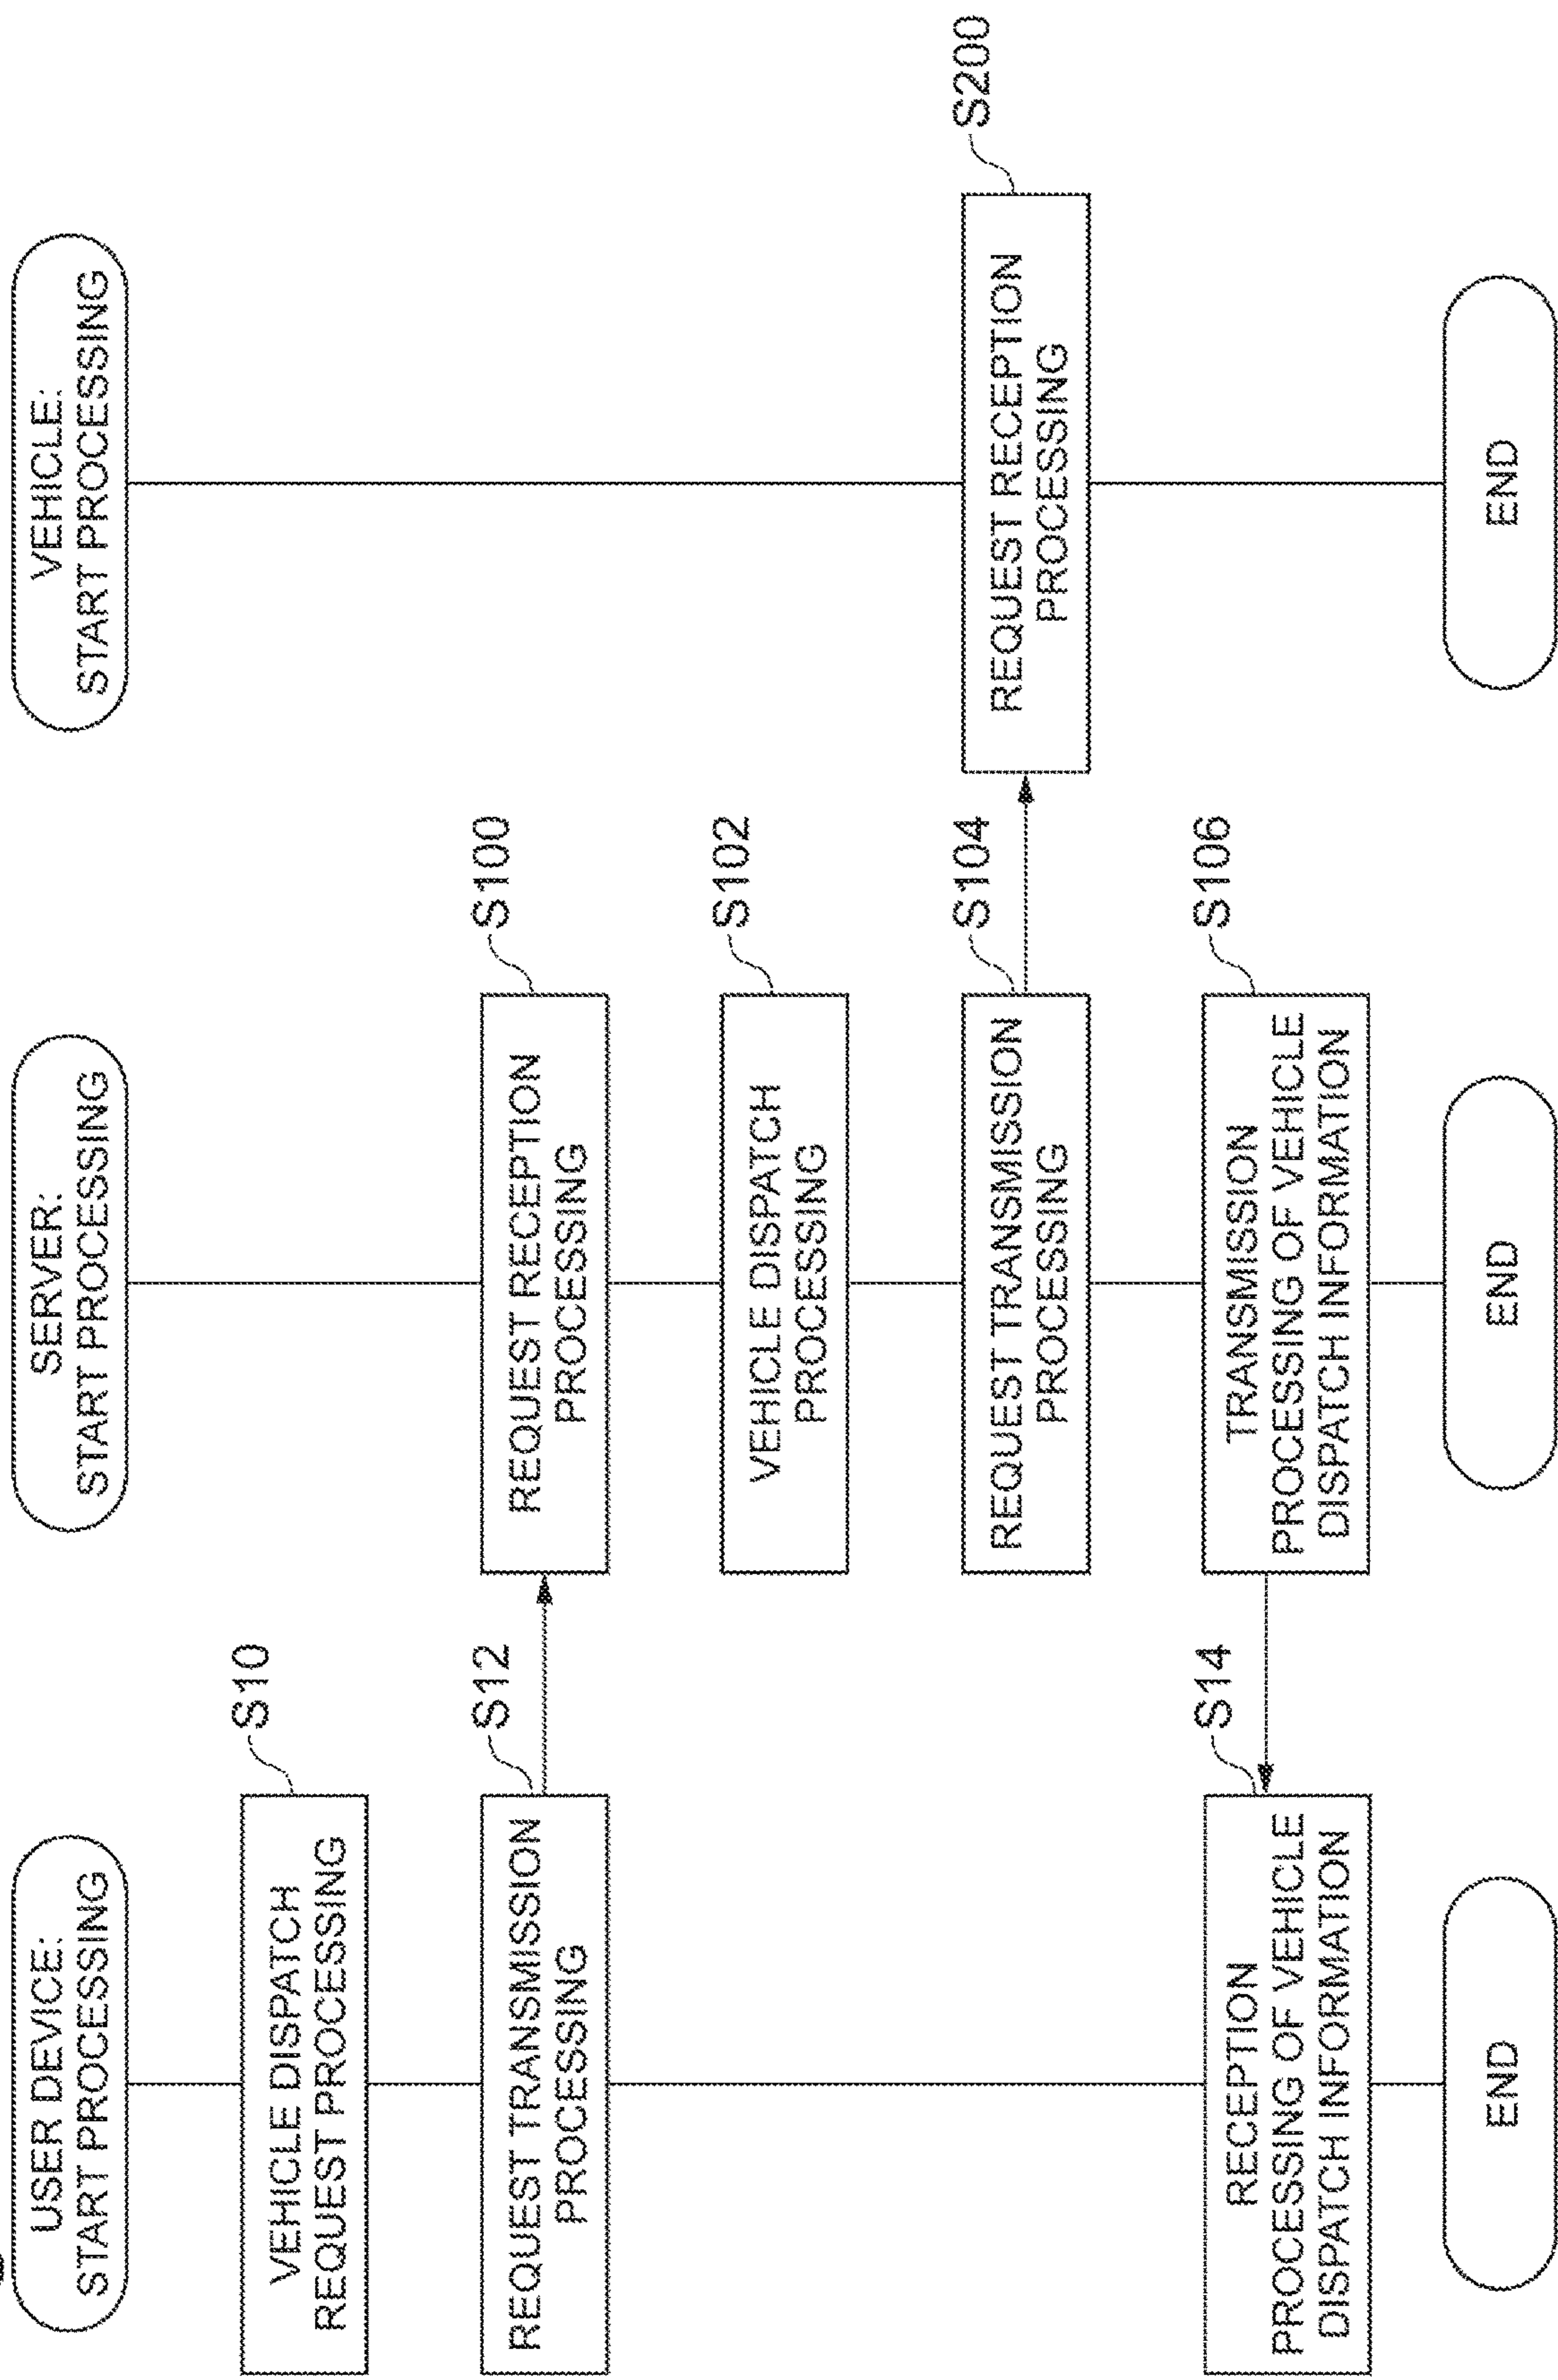 USER DEVICE:
START PROCESSING
SERVER:
START PROCESSING
VEHICLE:
START PROCESSING
S10
VEHICLE DISPATCH
REQUEST PROCESSING
S12
REQUEST TRANSMISSION
PROCESSING
S100
REQUEST RECEPTION
PROCESSING
S102
VEHICLE DISPATCH
PROCESSING
S104
REQUEST TRANSMISSION
PROCESSING
S200
REQUEST RECEPTION
PROCESSING
S14
RECEPTION
PROCESSING OF VEHICLE
DISPATCH INFORMATION
S106
TRANSMISSION
PROCESSING OF VEHICLE
DISPATCH INFORMATION
END
END
END